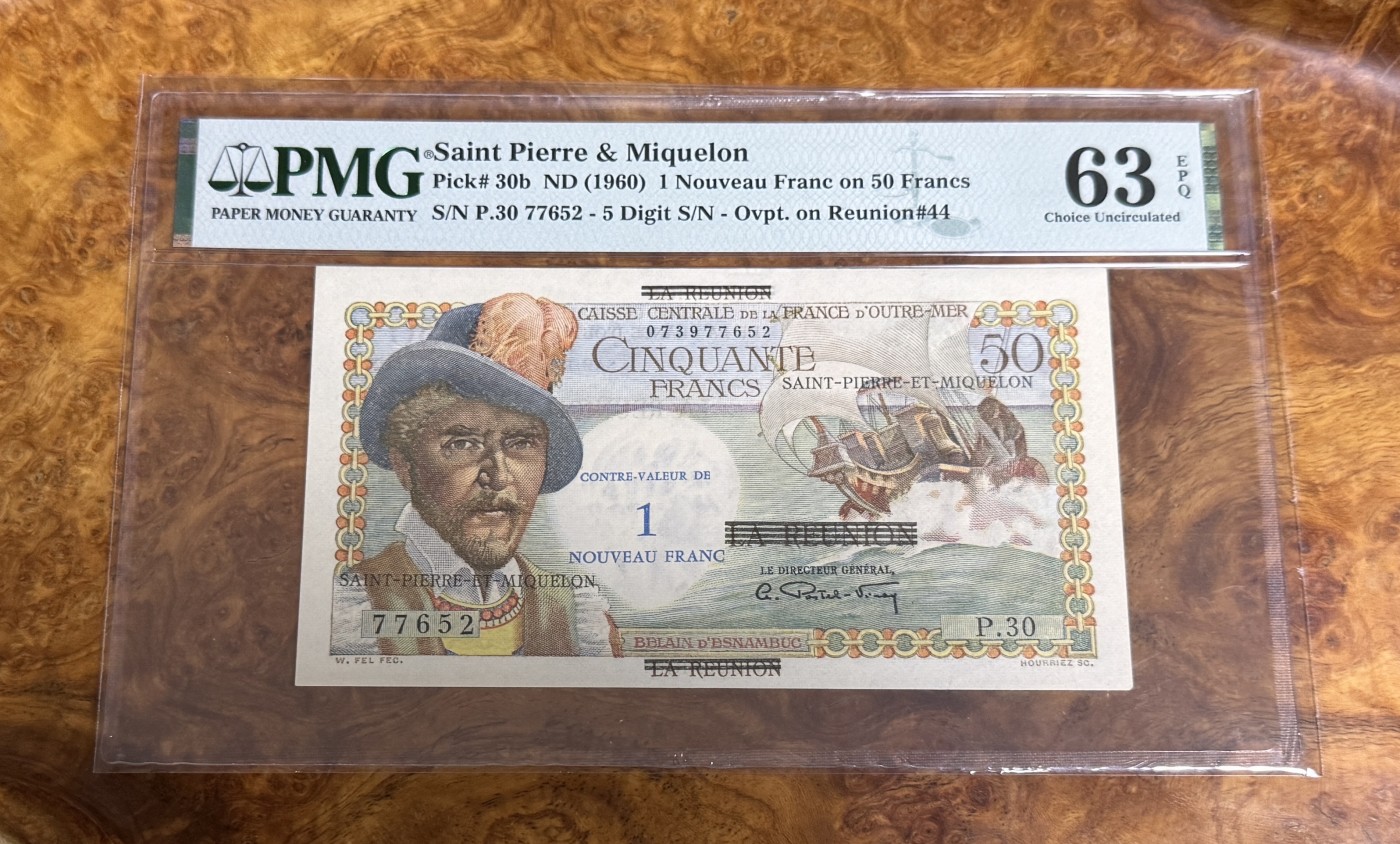 PMG®
PAPER MONEY GUARANTY
Saint Pierre & Miquelon
Pick# 30b ND (1960) 1 Nouveau Franc on 50 Francs
S/N P.30 77652 - 5 Digit S/N - Ovpt. on Reunion#44
63
EPQ
Choice Uncirculated
LA REUNION
CAISSE CENTRALE DE LA FRANCE D'OUTRE-MER
073977652
CINQUANTE
50
FRANCS
SAINT-PIERRE-ET-MIQUELON
CONTRE-VALEUR DE
1
NOUVEAU FRANC
LA REUNION
LE DIRECTEUR GÉNÉRAL,
SAINT-PIERRE-ET-MIQUELON
77652
P.30
BELAIN D'ESNAMBUC
W. FEL FEC.
LA REUNION
HOURRIEZ SC.